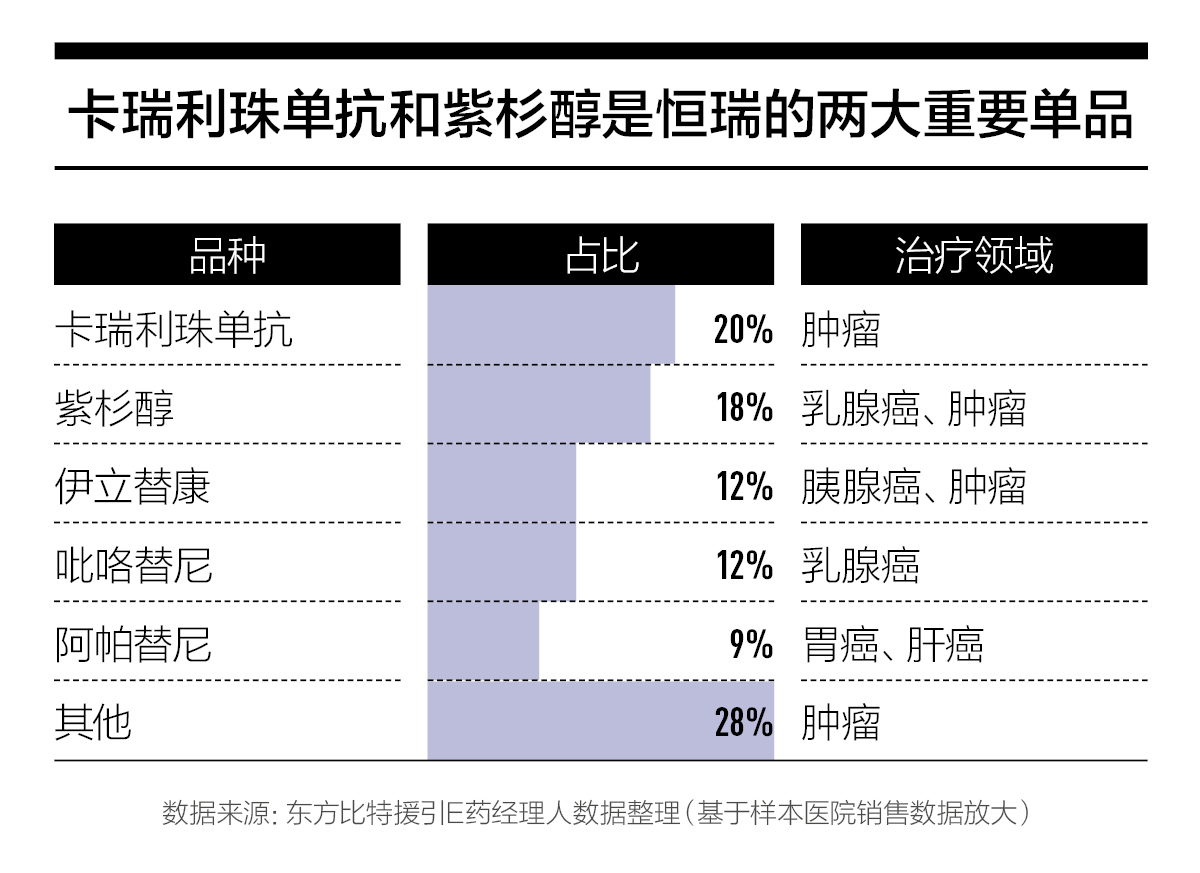 卡瑞利珠单抗和紫杉醇是恒瑞的两大重要单品
品种 占比 治疗领域
卡瑞利珠单抗 20% 肿瘤
紫杉醇 18% 乳腺癌、肿瘤
伊立替康 12% 胰腺癌、肿瘤
吡咯替尼 12% 乳腺癌
阿帕替尼 9% 胃癌、肝癌
其他 28% 肿瘤
数据来源：东方比特援引E药经理人数据整理（基于样本医院销售数据放大）